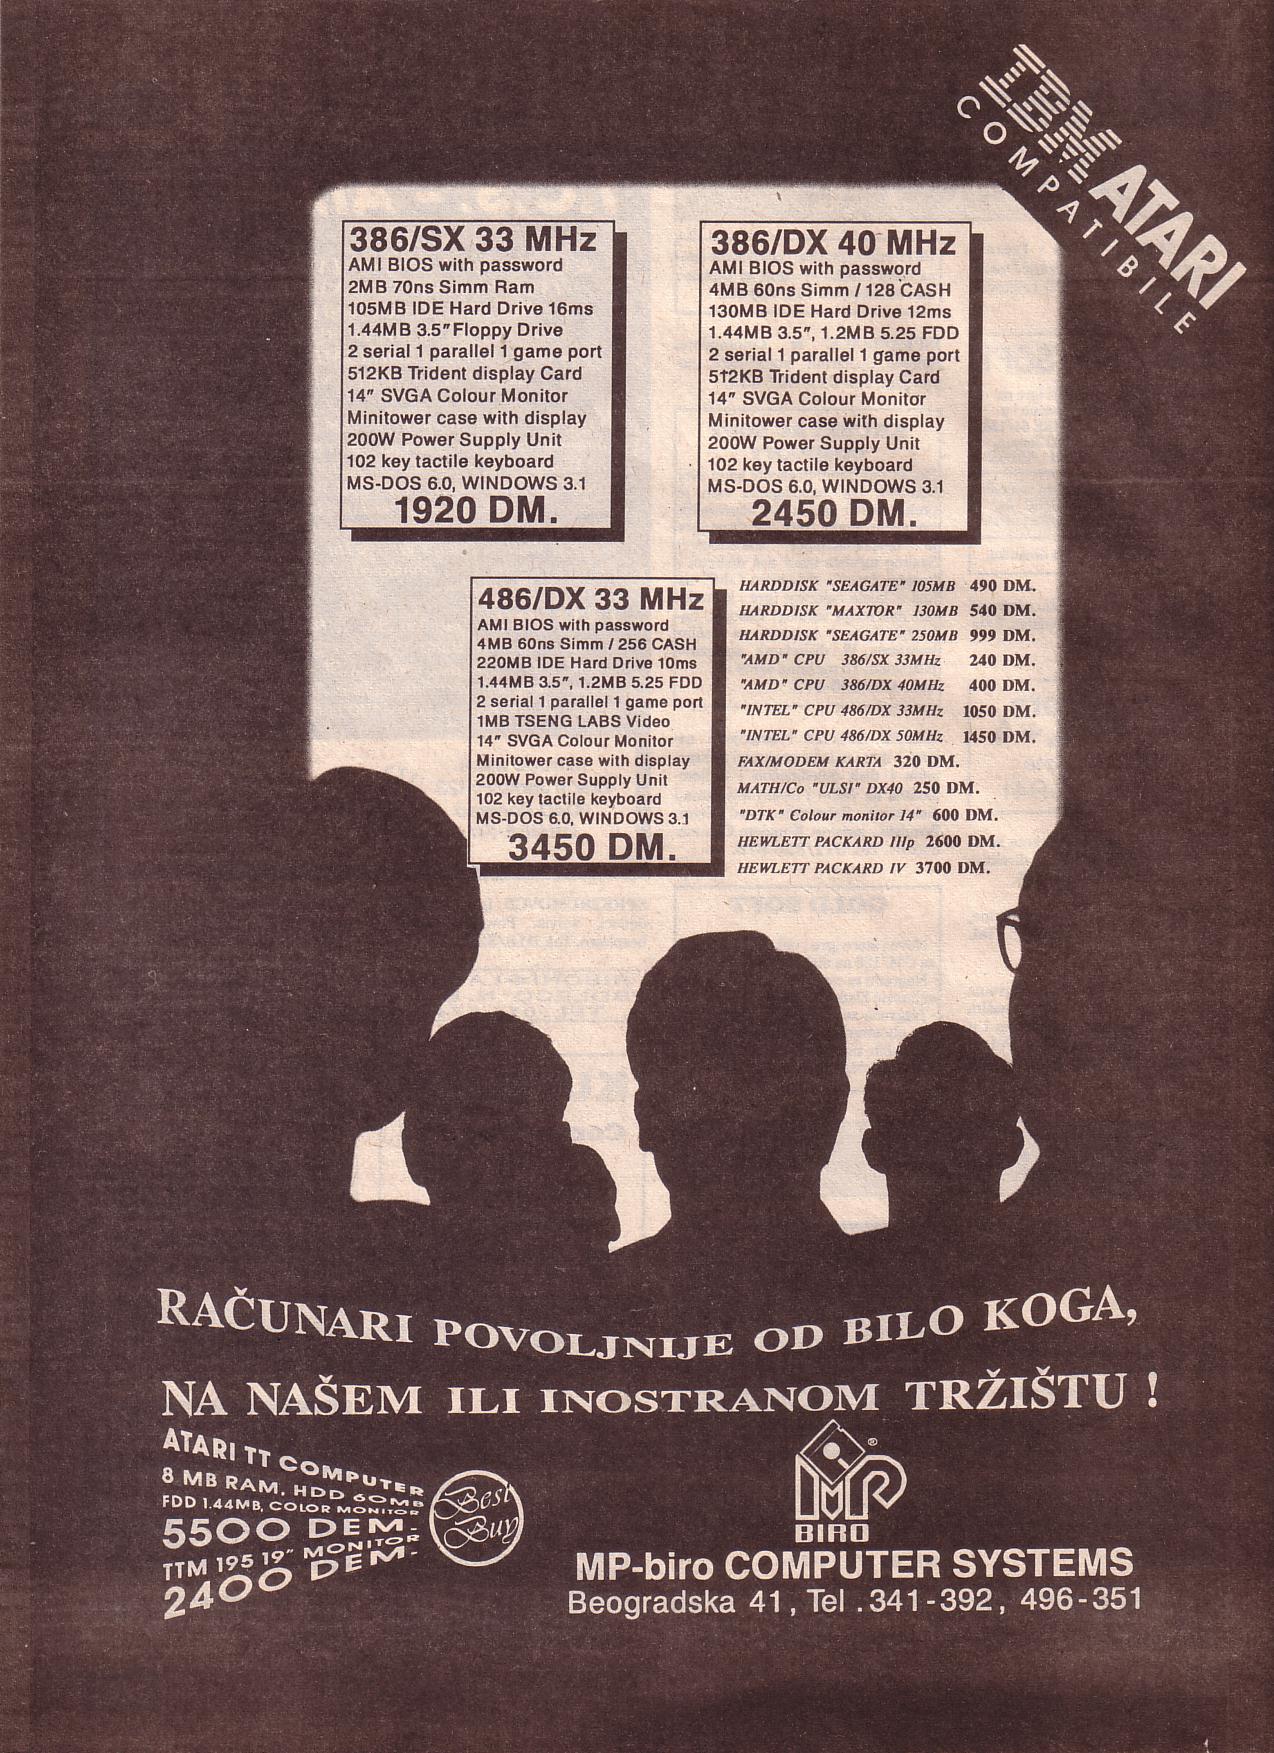 IBM ATARI
COMPATIBILE
386/SX 33 MHz
AMI BIOS with password
2MB 70ns Simm Ram
105MB IDE Hard Drive 16ms
1.44MB 3.5" Floppy Drive
2 serial 1 parallel 1 game port
512KB Trident display Card
14" SVGA Colour Monitor
Minitower case with display
200W Power Supply Unit
102 key tactile keyboard
MS-DOS 6.0, WINDOWS 3.1
1920 DM.
386/DX 40 MHz
AMI BIOS with password
4MB 60ns Simm / 128 CASH
130MB IDE Hard Drive 12ms
1.44MB 3.5", 1.2MB 5.25 FDD
2 serial 1 parallel 1 game port
512KB Trident display Card
14" SVGA Colour Monitor
Minitower case with display
200W Power Supply Unit
102 key tactile keyboard
MS-DOS 6.0, WINDOWS 3.1
2450 DM.
486/DX 33 MHz
AMI BIOS with password
4MB 60ns Simm / 256 CASH
220MB IDE Hard Drive 10ms
1.44MB 3.5", 1.2MB 5.25 FDD
2 serial 1 parallel 1 game port
1MB TSENG LABS Video
14" SVGA Colour Monitor
Minitower case with display
200W Power Supply Unit
102 key tactile keyboard
MS-DOS 6.0, WINDOWS 3.1
3450 DM.
HARDDISK "SEAGATE" 105MB 490 DM.
HARDDISK "MAXTOR" 130MB 540 DM.
HARDDISK "SEAGATE" 250MB 999 DM.
"AMD" CPU 386/SX 33MHz 240 DM.
"AMD" CPU 386/DX 40MHz 400 DM.
"INTEL" CPU 486/DX 33MHz 1050 DM.
"INTEL" CPU 486/DX 50MHz 1450 DM.
FAX/MODEM KARTA 320 DM.
MATH/Co "ULSI" DX40 250 DM.
"DTK" Colour monitor 14" 600 DM.
HEWLETT PACKARD IIIp 2600 DM.
HEWLETT PACKARD IV 3700 DM.
RAČUNARI POVOLJNIJE OD BILO KOGA,
NA NAŠEM ILI INOSTRANOM TRŽIŠTU !
ATARI TT COMPUTER
8 MB RAM, HDD 60MB
FDD 1.44MB, COLOR MONITOR
5500 DEM.-
TTM 195 19" MONITOR
2400 DEM.-
Best
Buy
MP ®
BIRO
MP-biro COMPUTER SYSTEMS
Beogradska 41, Tel .341-392, 496-351